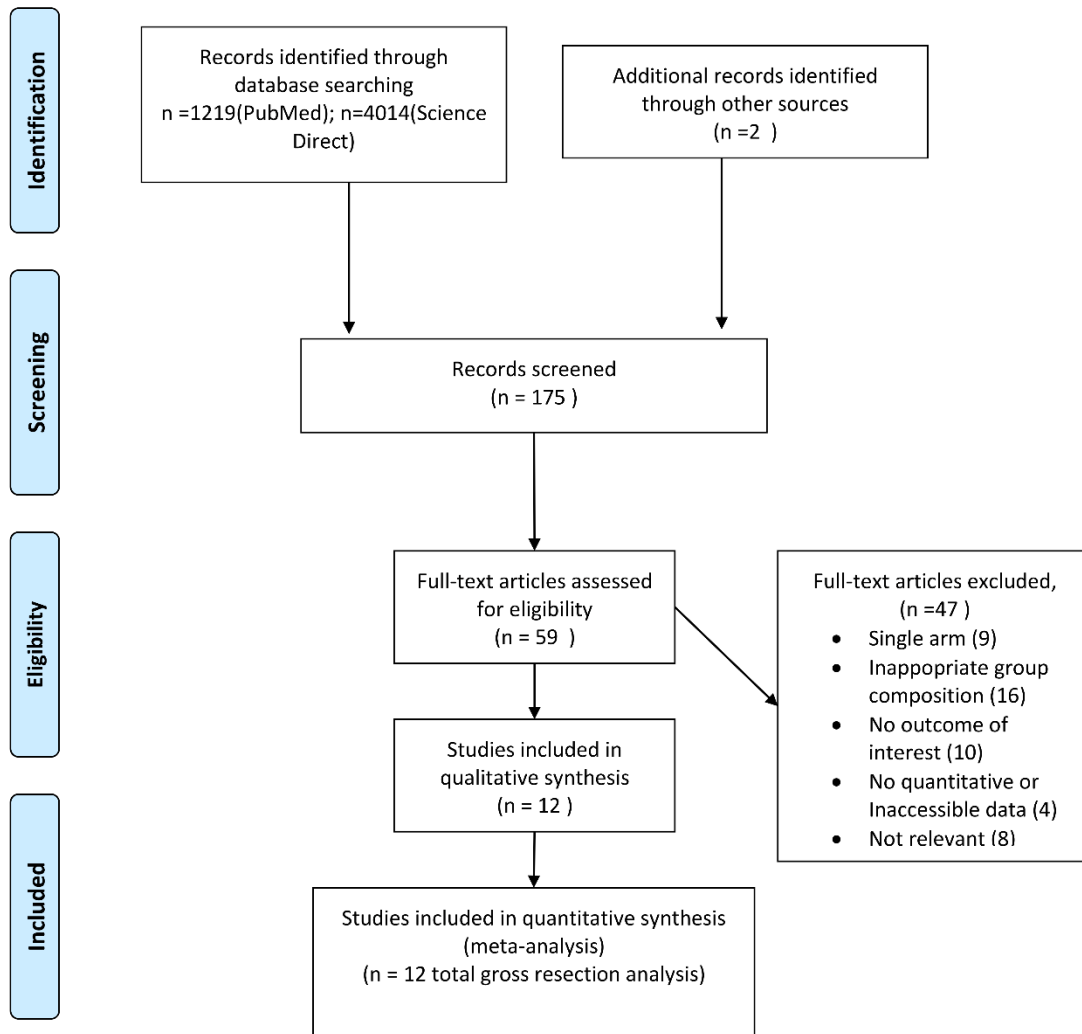 Identification
Records identified through
database searching
n =1219(PubMed); n=4014(Science
Direct)
Additional records identified
through other sources
(n =2 )
Screening
Records screened
(n = 175 )
Eligibility
Full-text articles assessed
for eligibility
(n = 59 )
Full-text articles excluded,
(n =47 )
• Single arm (9)
• Inappopriate group
composition (16)
• No outcome of
interest (10)
• No quantitative or
Inaccessible data (4)
• Not relevant (8)
Studies included in
qualitative synthesis
(n = 12 )
Included
Studies included in quantitative synthesis
(meta-analysis)
(n = 12 total gross resection analysis)